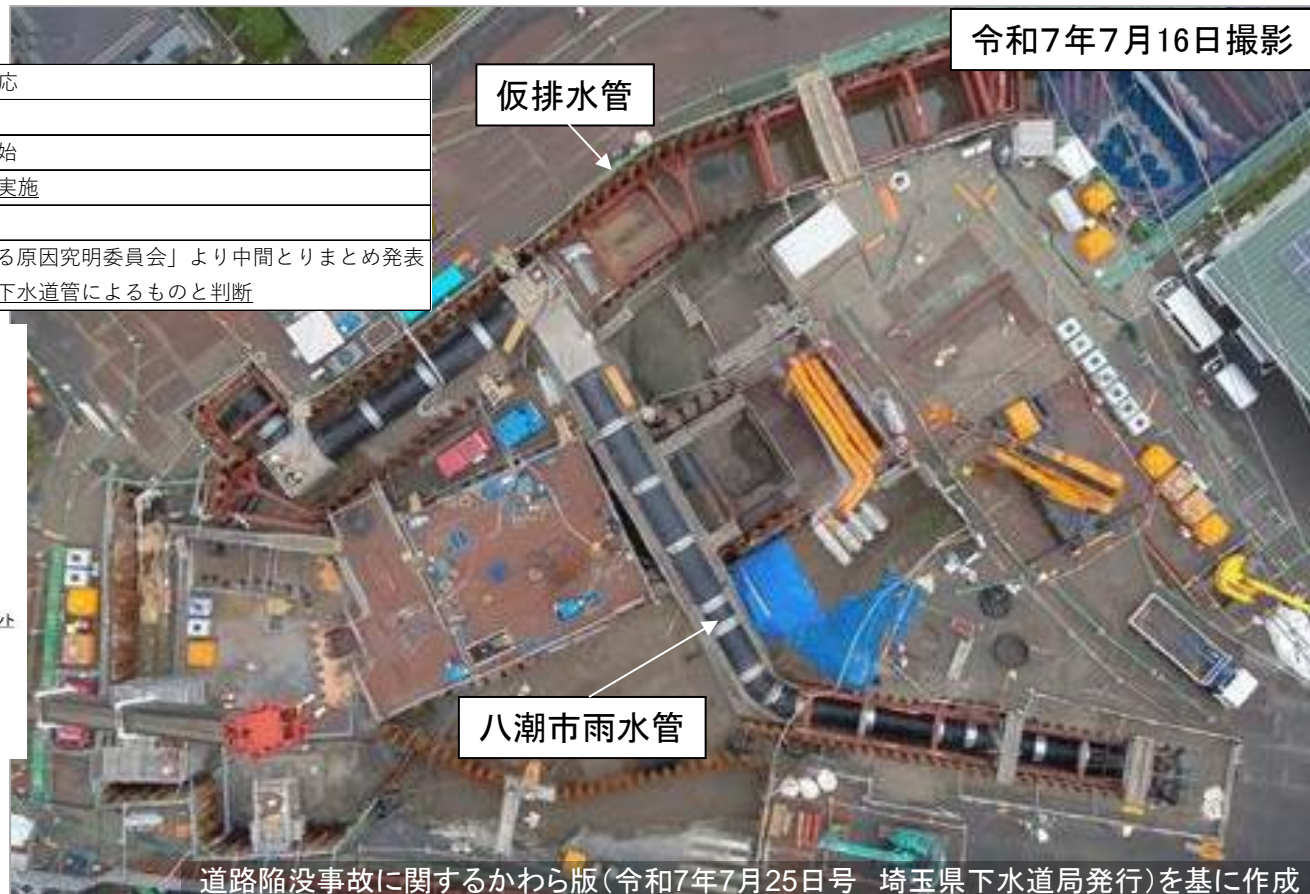 令和7年7月16日撮影
応
仮排水管
始
実施
る原因究明委員会」より中間とりまとめ発表
下水道管によるものと判断
ット
八潮市雨水管
道路陥没事故に関するかわら版(令和7年7月25日号 埼玉県下水道局発行)を基に作成